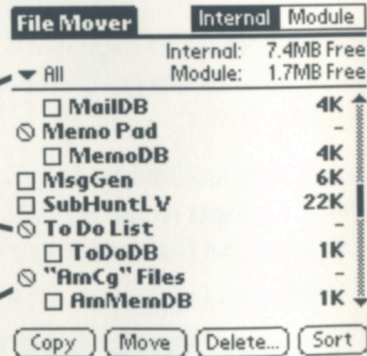 File Mover Internal Module
Internal: 7.4MB Free
▼ All Module: 1.7MB Free
MailDB 4K
Memo Pad -
MemoDB 4K
MsgGen 6K
SubHuntLV 22K
To Do List -
ToDoDB 1K
"AmCg" Files -
AmMemDB 1K
Copy Move Delete... Sort